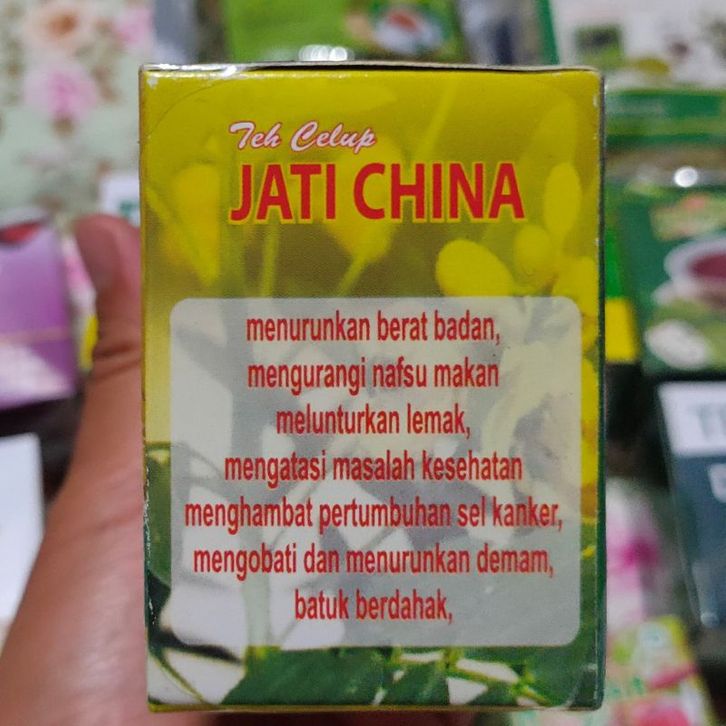 Teh Celup
JATI CHINA
menurunkan berat badan,
mengurangi nafsu makan
melunturkan lemak,
mengatasi masalah kesehatan
menghambat pertumbuhan sel kanker,
mengobati dan menurunkan demam,
batuk berdahak,